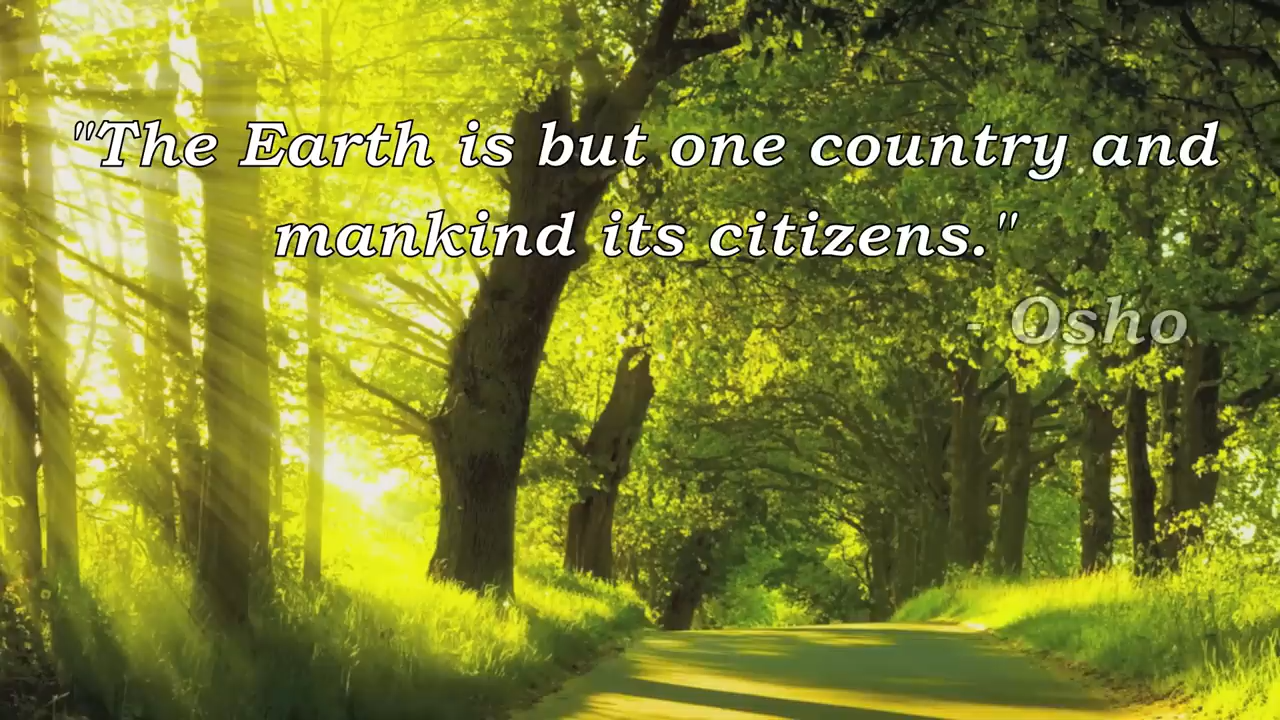 "The Earth is but one country and
mankind its citizens."
- Osho